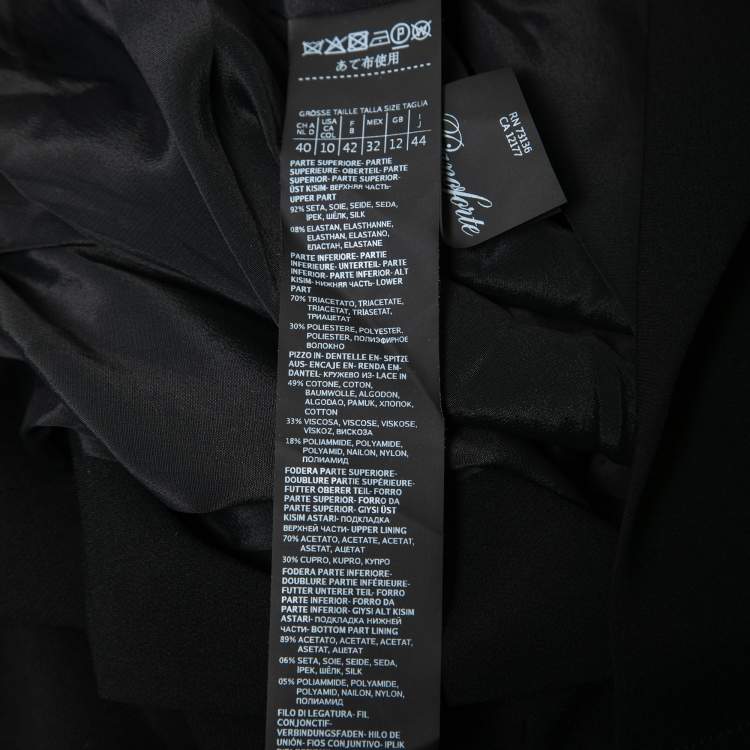 あて布使用
GRÖSSE TAILLE TALLA SIZE TAGLIA
CH A NL D
USA CA COL
F B
MEX
GB
I J
40 10 42 32 12 44
PARTE SUPERIORE- PARTIE
SUPERIEURE- OBERTEIL- PARTE
SUPERIOR- PARTE SUPERIOR-
ÜST KISIM- ВЕРХНЯЯ ЧАСТЬ-
UPPER PART
92% SETA, SOIE, SEIDE, SEDA,
İPEK, ШЁЛК, SILK
08% ELASTAN, ELASTHANNE,
ELASTHAN, ELASTANO,
ЕЛАСТАН, ELASTANE
PARTE INFERIORE- PARTIE
INFERIEURE- UNTERTEIL- PARTE
INFERIOR- PARTE INFERIOR- ALT
KISIM- НИЖНЯЯ ЧАСТЬ- LOWER
PART
70% TRIACETATO, TRIACETATE,
TRIACETAT, TRİASETAT,
ТРИАЦЕТАТ
30% POLIESTERE, POLYESTER,
POLIESTER, ПОЛИЭФИРНОЕ
ВОЛОКНО
PIZZO IN- DENTELLE EN- SPITZE
AUS- ENCAJE EN- RENDA EM-
DANTEL- КРУЖЕВО ИЗ- LACE IN
49% COTONE, COTON,
BAUMWOLLE, ALGODON,
ALGODAO, PAMUK, ХЛОПОК,
COTTON
33% VISCOSA, VISCOSE, VISKOSE,
VİSKOZ, ВИСКОЗА
18% POLIAMMIDE, POLYAMIDE,
POLYAMID, NAILON, NYLON,
ПОЛИАМИД
FODERA PARTE SUPERIORE-
DOUBLURE PARTIE SUPÉRIEURE-
FUTTER OBERER TEIL- FORRO
PARTE SUPERIOR- FORRO DA
PARTE SUPERIOR- GIYSI ÜST
KISIM ASTARI- ПОДКЛАДКА
ВЕРХНЕЙ ЧАСТИ- UPPER LINING
70% ACETATO, ACETATE, ACETAT,
ASETAT, АЦЕТАТ
30% CUPRO, KUPRO, КУПРО
FODERA PARTE INFERIORE-
DOUBLURE PARTIE INFÉRIEURE-
FUTTER UNTERER TEIL- FORRO
PARTE INFERIOR- FORRO DA
PARTE INFERIOR- GIYSI ALT KISIM
ASTARI- ПОДКЛАДКА НИЖНЕЙ
ЧАСТИ- BOTTOM PART LINING
89% ACETATO, ACETATE, ACETAT,
ASETAT, АЦЕТАТ
06% SETA, SOIE, SEIDE, SEDA,
İPEK, ШЁЛК, SILK
05% POLIAMMIDE, POLYAMIDE,
POLYAMID, NAILON, NYLON,
ПОЛИАМИД
FILO DI LEGATURA- FIL
CONJONCTIF-
VERBINDUNGSFADEN- HILO DE
UNIÓN- FIOS CONJUNTIVO- İPLIK
RN 73136
CA 12177
Pianoforte